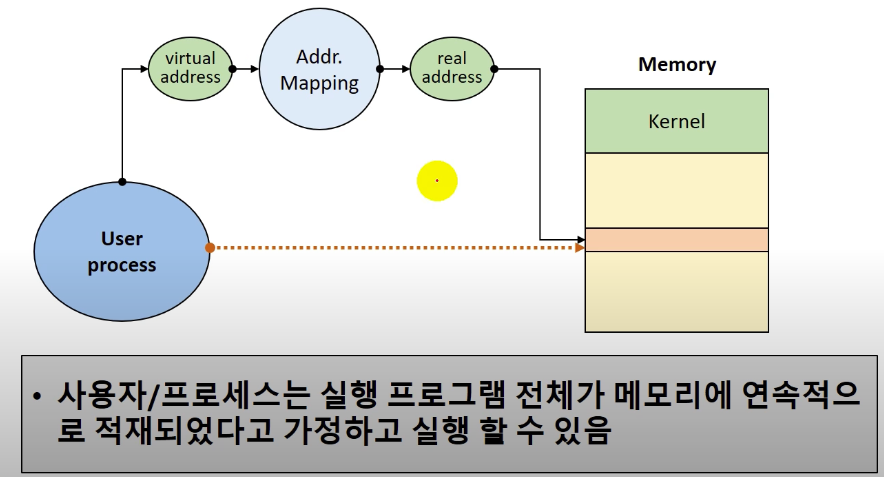 virtual
address
Addr.
Mapping
real
address
Memory
Kernel
User
process
• 사용자/프로세스는 실행 프로그램 전체가 메모리에 연속적으
로 적재되었다고 가정하고 실행 할 수 있음